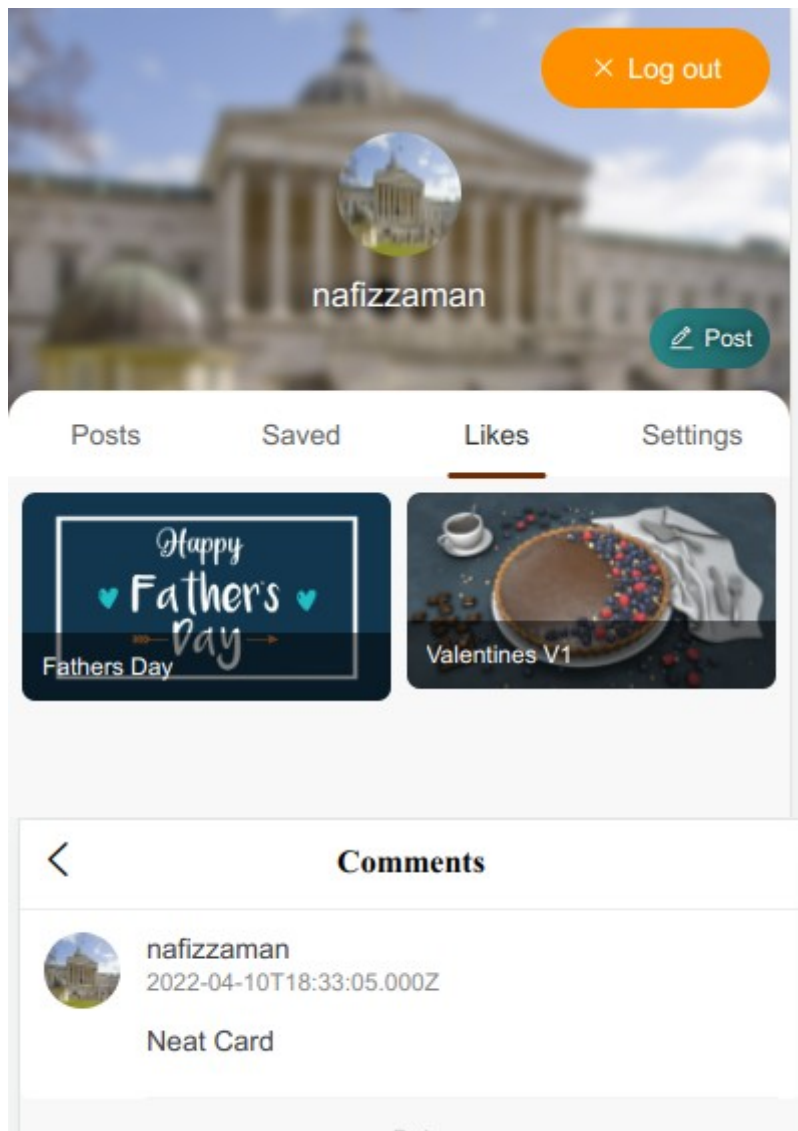 Log out
nafizzaman
Post
Posts Saved Likes Settings
Happy
Father's
Day
Fathers Day
Valentines V1
Comments
nafizzaman
2022-04-10T18:33:05.000Z
Neat Card